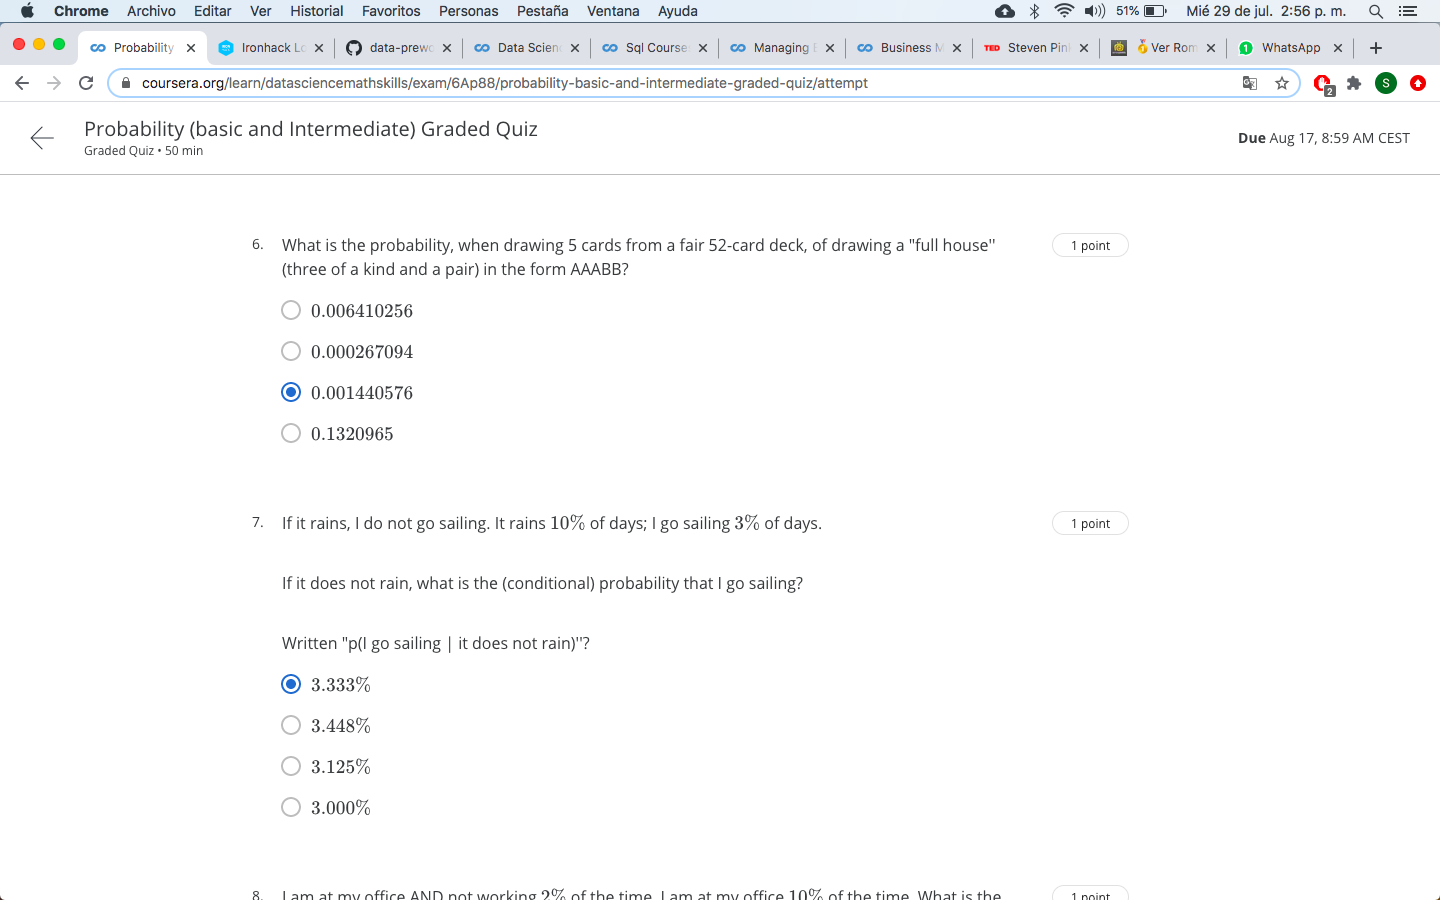 Chrome Archivo Editar Ver Historial Favoritos Personas Pestaña Ventana Ayuda 51% Mié 29 de jul. 2:56 p. m.
Probability Ironhack Lo data-prewo Data Scien Sql Course Managing Business M TED Steven Pin Ver Rom 1 WhatsApp
coursera.org/learn/datasciencemathskills/exam/6Ap88/probability-basic-and-intermediate-graded-quiz/attempt 2 S
Probability (basic and Intermediate) Graded Quiz
Graded Quiz • 50 min
Due Aug 17, 8:59 AM CEST
6. What is the probability, when drawing 5 cards from a fair 52-card deck, of drawing a "full house'' 1 point
(three of a kind and a pair) in the form AAABB?
0.006410256
0.000267094
0.001440576
0.1320965
7. If it rains, I do not go sailing. It rains 10% of days; I go sailing 3% of days. 1 point
If it does not rain, what is the (conditional) probability that I go sailing?
Written "p(I go sailing | it does not rain)''?
3.333%
3.448%
3.125%
3.000%
8. I am at my office AND not working 2% of the time. I am at my office 10% of the time. What is the 1 point